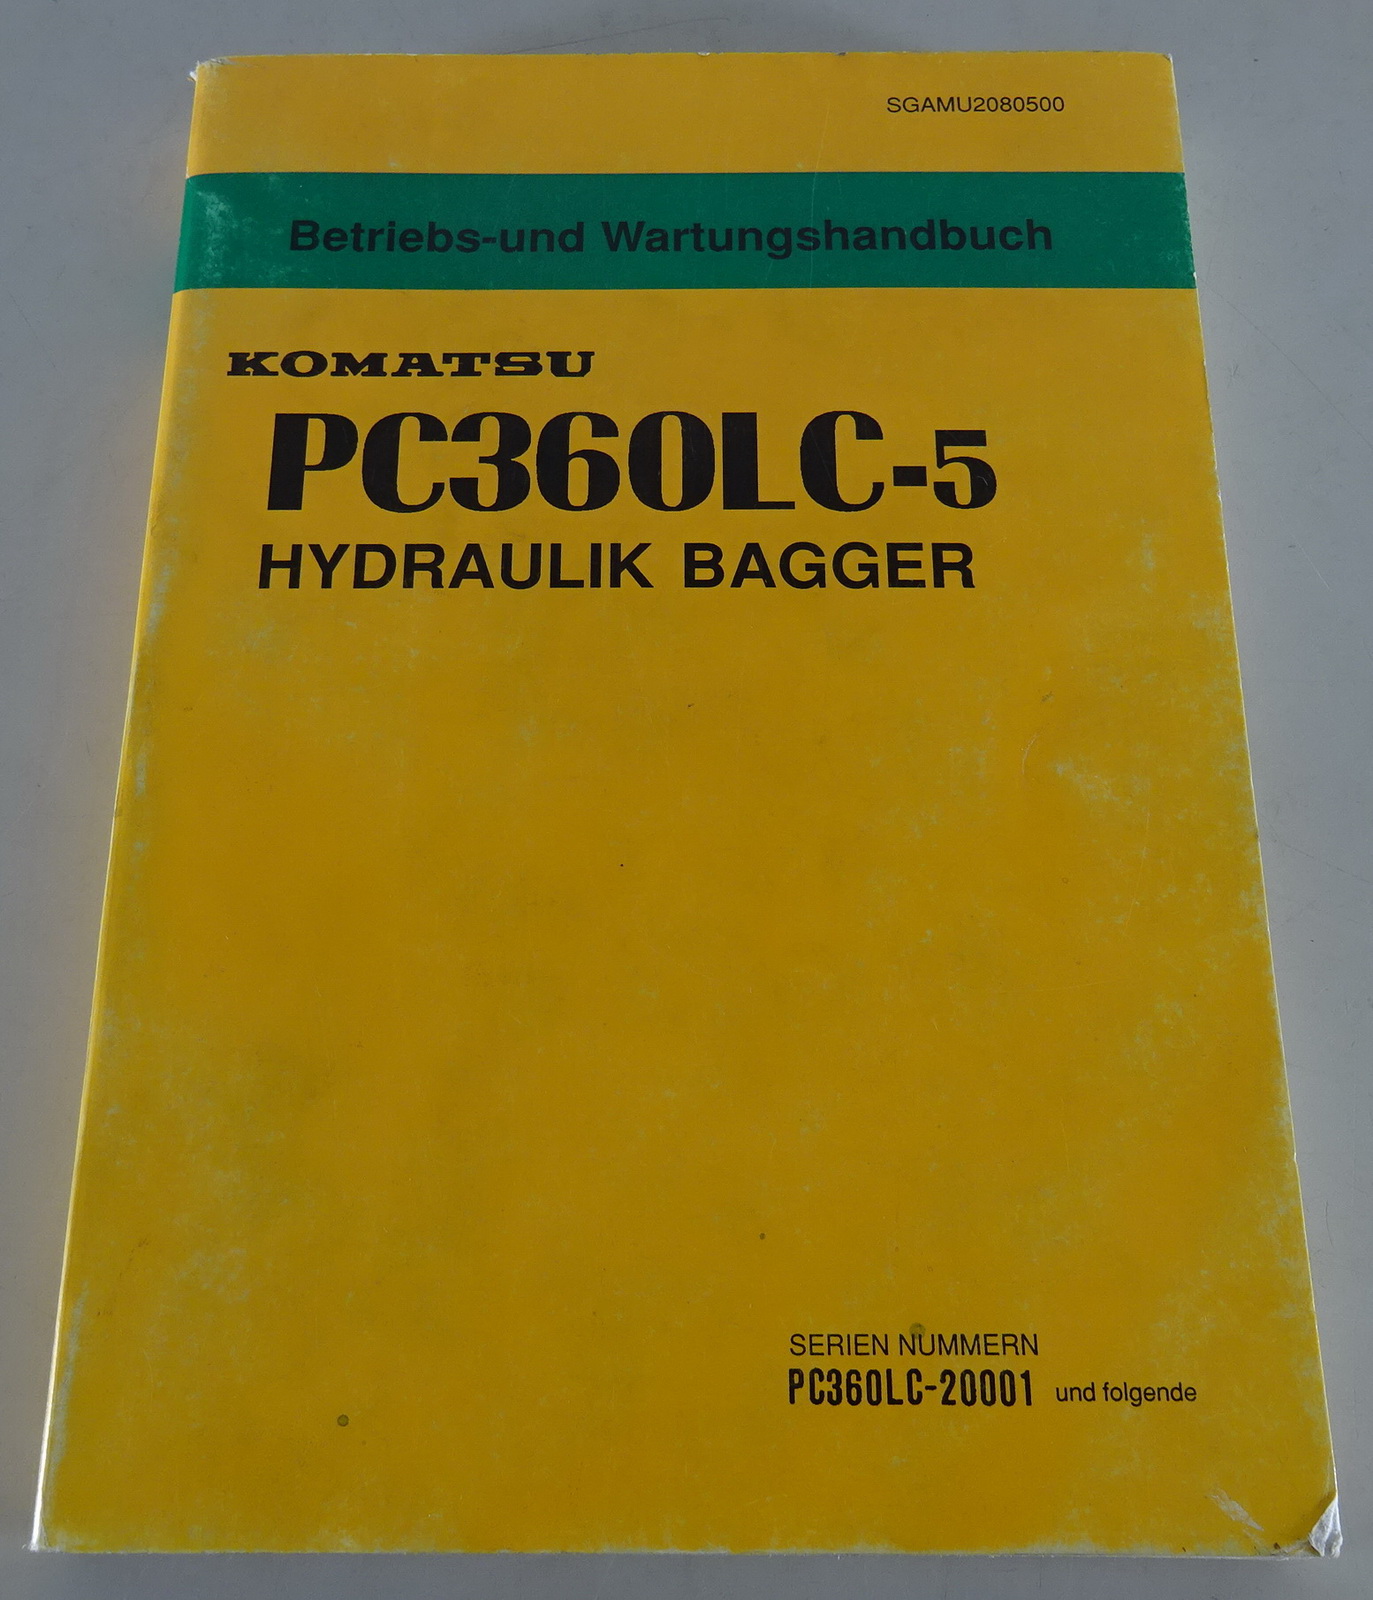 SGAMU2080500
Betriebs-und Wartungshandbuch
KOMATSU
PC360LC-5
HYDRAULIK BAGGER
SERIEN NUMMERN
PC360LC-20001 und folgende